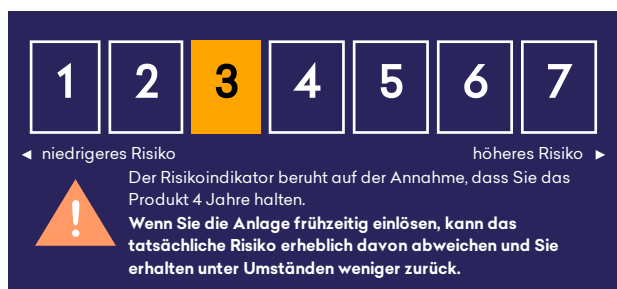 1 2 3 4 5 6 7
◄ niedrigeres Risiko höheres Risiko ►
Der Risikoindikator beruht auf der Annahme, dass Sie das
Produkt 4 Jahre halten.
Wenn Sie die Anlage frühzeitig einlösen, kann das
tatsächliche Risiko erheblich davon abweichen und Sie
erhalten unter Umständen weniger zurück.
!